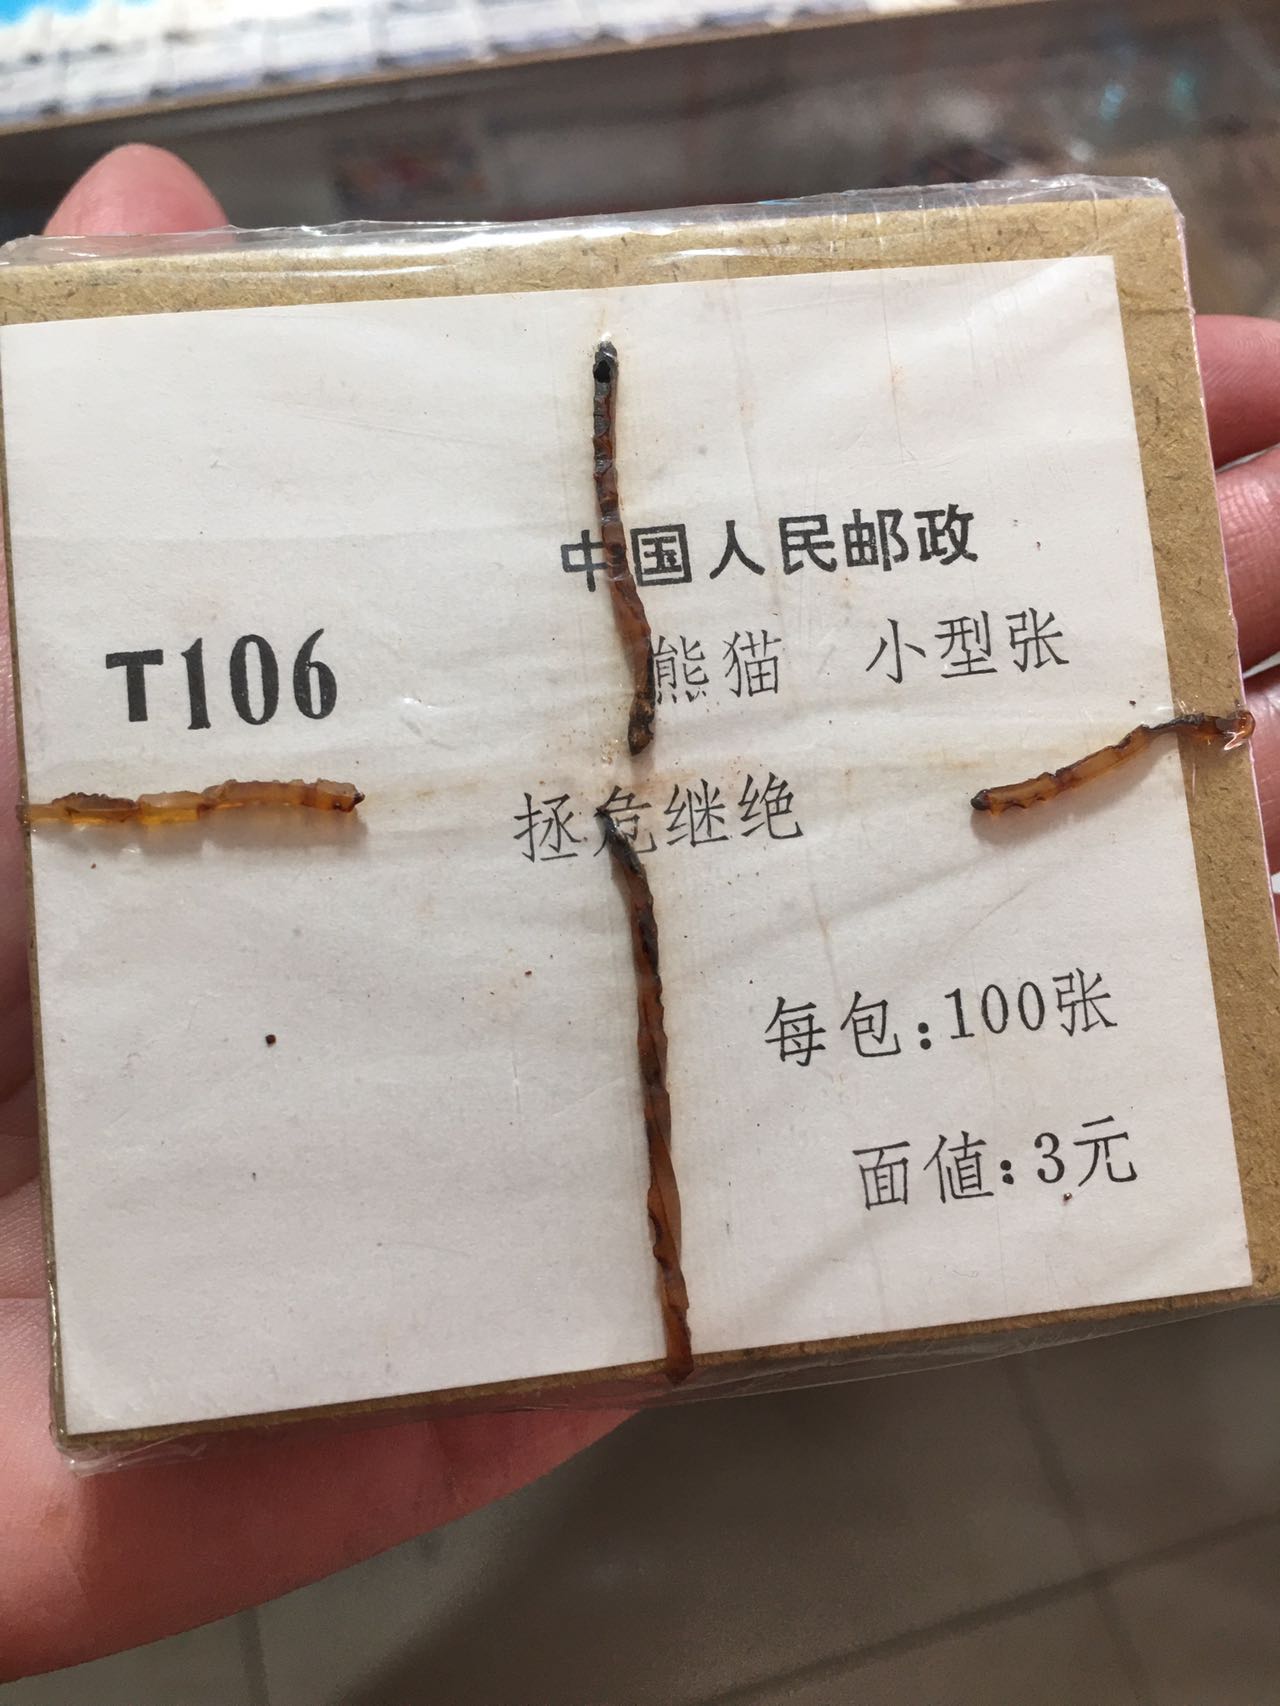 中国人民邮政
T106
熊猫 小型张
拯危继绝
每包:100张
面値:3元